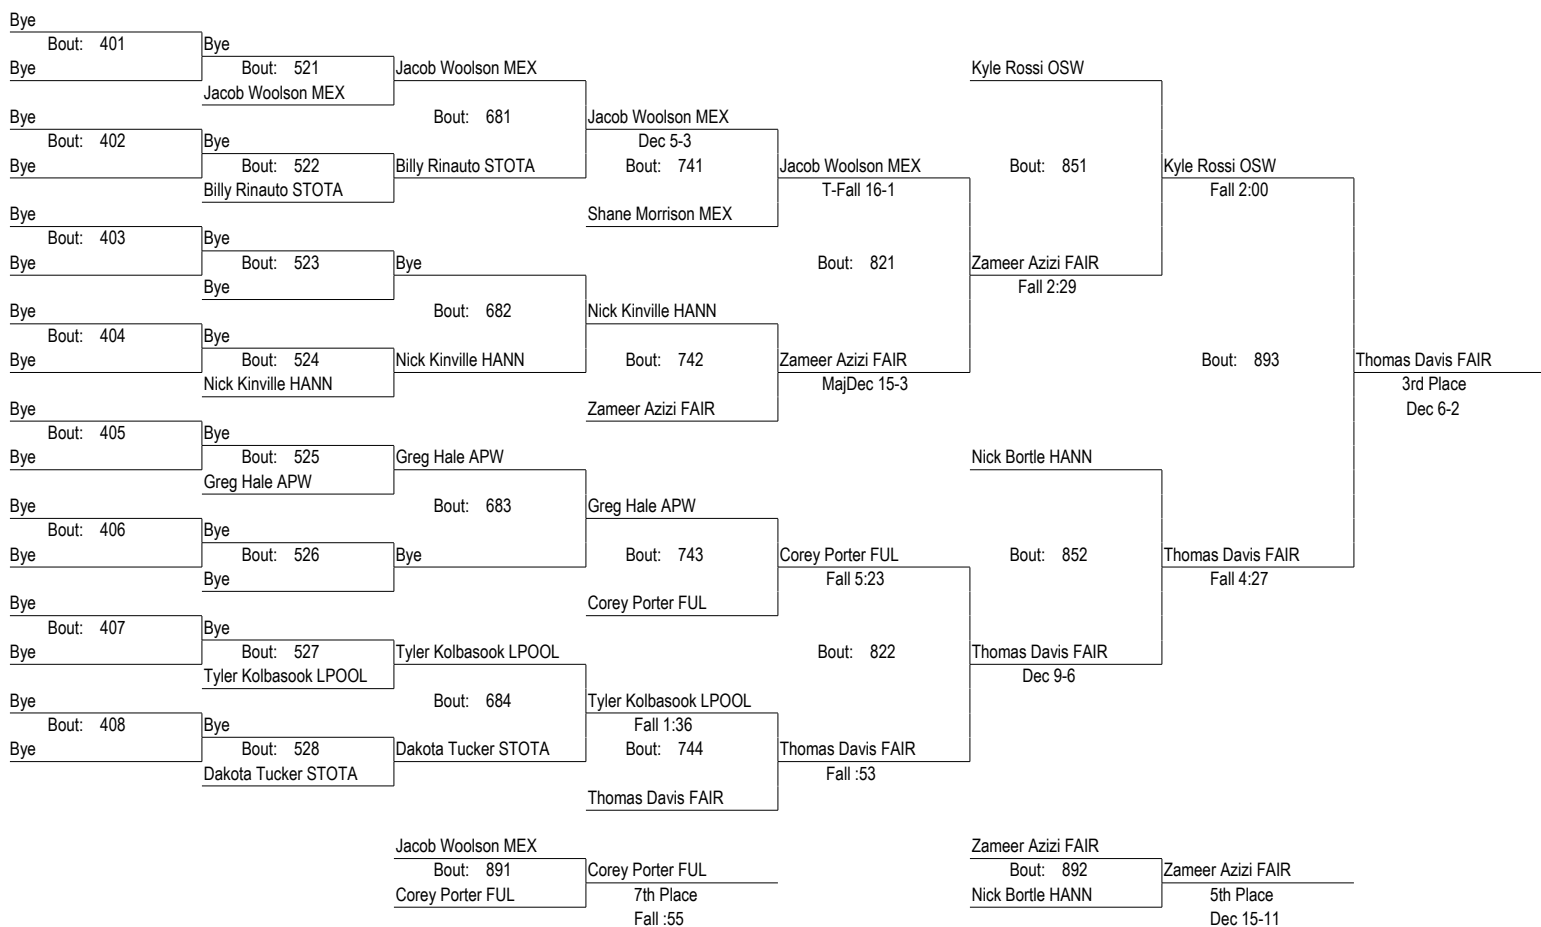 Bye
Bout: 401
Bye
Bye
Bout: 521
Jacob Woolson MEX
Jacob Woolson MEX
Bout: 681
Bye
Bout: 402
Bye
Bye
Bout: 522
Billy Rinauto STOTA
Billy Rinauto STOTA
Jacob Woolson MEX
Dec 5-3
Bout: 741
Shane Morrison MEX
Jacob Woolson MEX
T-Fall 16-1
Bye
Bout: 403
Bye
Bye
Bout: 523
Bye
Bye
Bout: 682
Bye
Bout: 404
Bye
Bye
Bout: 524
Nick Kinville HANN
Nick Kinville HANN
Nick Kinville HANN
Bout: 742
Zameer Azizi FAIR
Zameer Azizi FAIR
MajDec 15-3
Bout: 821
Kyle Rossi OSW
Bout: 851
Zameer Azizi FAIR
Fall 2:29
Kyle Rossi OSW
Fall 2:00
Bye
Bout: 405
Bye
Bye
Bout: 525
Greg Hale APW
Greg Hale APW
Bout: 683
Bye
Bout: 406
Bye
Bye
Bout: 526
Bye
Bye
Greg Hale APW
Bout: 743
Corey Porter FUL
Corey Porter FUL
Fall 5:23
Bye
Bout: 407
Bye
Bye
Bout: 527
Tyler Kolbasook LPOOL
Tyler Kolbasook LPOOL
Bout: 684
Bye
Bout: 408
Bye
Bye
Bout: 528
Dakota Tucker STOTA
Dakota Tucker STOTA
Tyler Kolbasook LPOOL
Fall 1:36
Bout: 744
Thomas Davis FAIR
Thomas Davis FAIR
Fall :53
Bout: 822
Nick Bortle HANN
Bout: 852
Thomas Davis FAIR
Dec 9-6
Thomas Davis FAIR
Fall 4:27
Bout: 893
Thomas Davis FAIR
3rd Place
Dec 6-2
Jacob Woolson MEX
Bout: 891
Corey Porter FUL
Corey Porter FUL
7th Place
Fall :55
Zameer Azizi FAIR
Bout: 892
Nick Bortle HANN
Zameer Azizi FAIR
5th Place
Dec 15-11